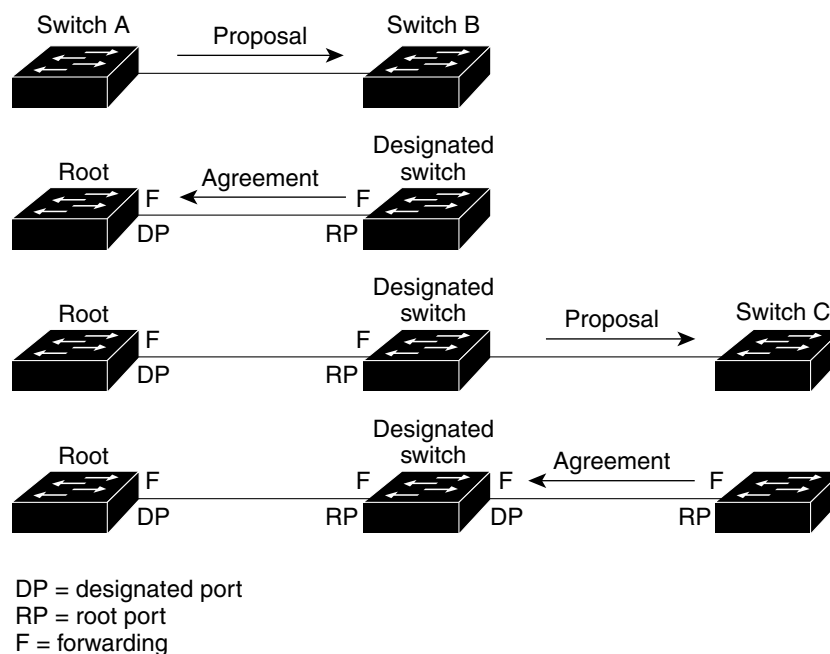 Switch A
Proposal
Switch B
Root
F
Agreement
F
Designated
switch
DP
RP
Root
F
F
Designated
switch
Proposal
Switch C
DP
RP
Root
F
F
Designated
switch
F
Agreement
F
DP
RP
DP
RP
DP = designated port
RP = root port
F = forwarding